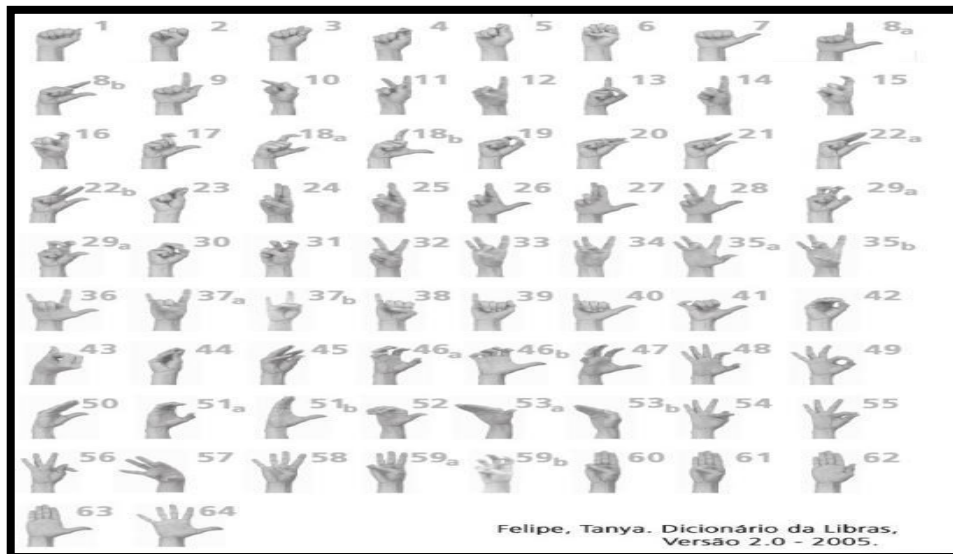 1 2 3 4 5 6 7 8a
8b 9 10 11 12 13 14 15
16 17 18a 18b 19 20 21 22a
22b 23 24 25 26 27 28 29a
29a 30 31 32 33 34 35a 35b
36 37a 37b 38 39 40 41 42
43 44 45 46a 46b 47 48 49
50 51a 51b 52 53a 53b 54 55
56 57 58 59a 59b 60 61 62
63 64
Felipe, Tanya. Dicionário da Libras,
Versão 2.0 - 2005.